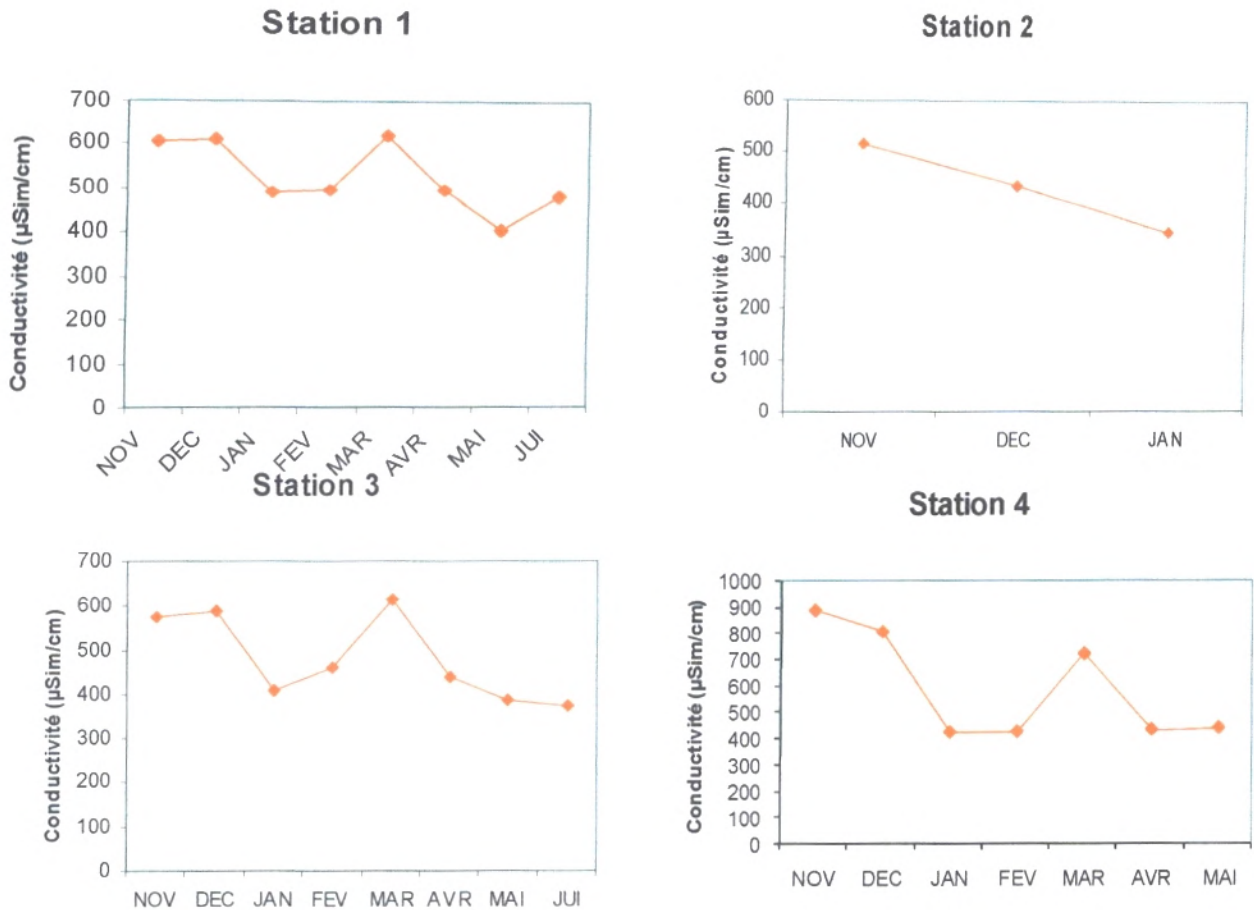 Station 1
Conductivité (µSim/cm)
700
600
500
400
300
200
100
0
NOV DEC JAN FEV MAR AVR MAI JUI
Station 2
Conductivité (µSim/cm)
600
500
400
300
200
100
0
NOV DEC JAN
Station 3
Conductivité (µSim/cm)
700
600
500
400
300
200
100
0
NOV DEC JAN FEV MAR AVR MAI JUI
Station 4
Conductivité (µSim/cm)
1000
900
800
700
600
500
400
300
200
100
0
NOV DEC JAN FEV MAR AVR MAI